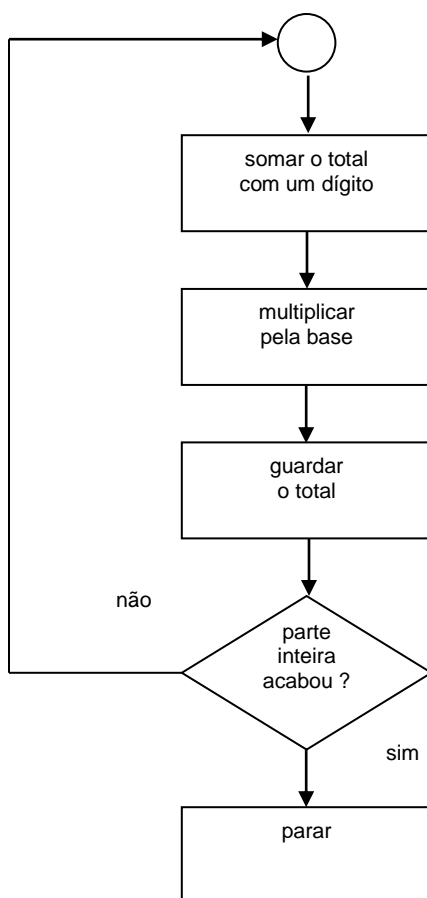 somar o total
com um dígito
multiplicar
pela base
guardar
o total
não
parte
inteira
acabou ?
sim
parar